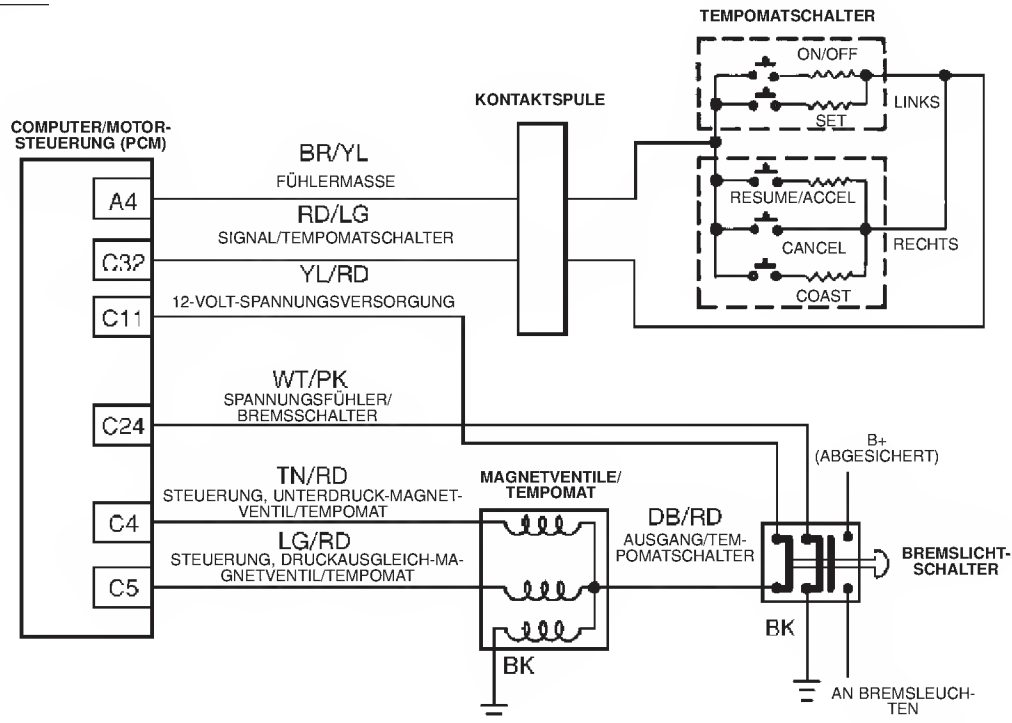 TEMPOMATSCHALTER
ON/OFF
LINKS
SET
KONTAKTSPULE
COMPUTER/MOTOR-
STEUERUNG (PCM)
BR/YL
FÜHLERMASSE
A4
RD/LG
SIGNAL/TEMPOMATSCHALTER
C32
YL/RD
12-VOLT-SPANNUNGSVERSORGUNG
C11
RESUME/ACCEL
CANCEL
RECHTS
COAST
WT/PK
SPANNUNGSFÜHLER/
BREMSSCHALTER
C24
B+
(ABGESICHERT)
TN/RD
STEUERUNG, UNTERDRUCK-MAGNET-
VENTIL/TEMPOMAT
C4
MAGNETVENTILE/
TEMPOMAT
LG/RD
STEUERUNG, DRUCKAUSGLEICH-MA-
GNETVENTIL/TEMPOMAT
C5
DB/RD
AUSGANG/TEM-
POMATSCHALTER
BREMSLICHT-
SCHALTER
BK
BK
AN BREMSLEUCH-
TEN